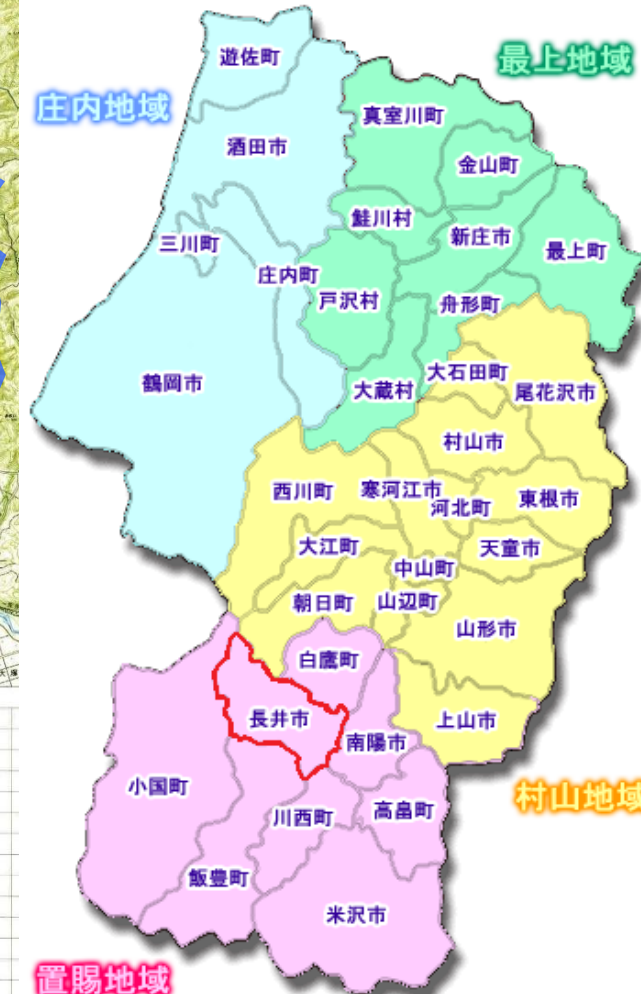 遊佐町
最上地域
庄内地域
真室川町
酒田市
金山町
鮭川村
新庄市
三川町
最上町
庄内町
戸沢村
舟形町
大石田町
鶴岡市
大蔵村
尾花沢市
村山市
西川町
寒河江市
東根市
河北町
大江町
天童市
中山町
朝日町
山辺町
山形市
白鷹町
長井市
上山市
南陽市
小国町
村山地域
高畠町
川西町
飯豊町
米沢市
置賜地域